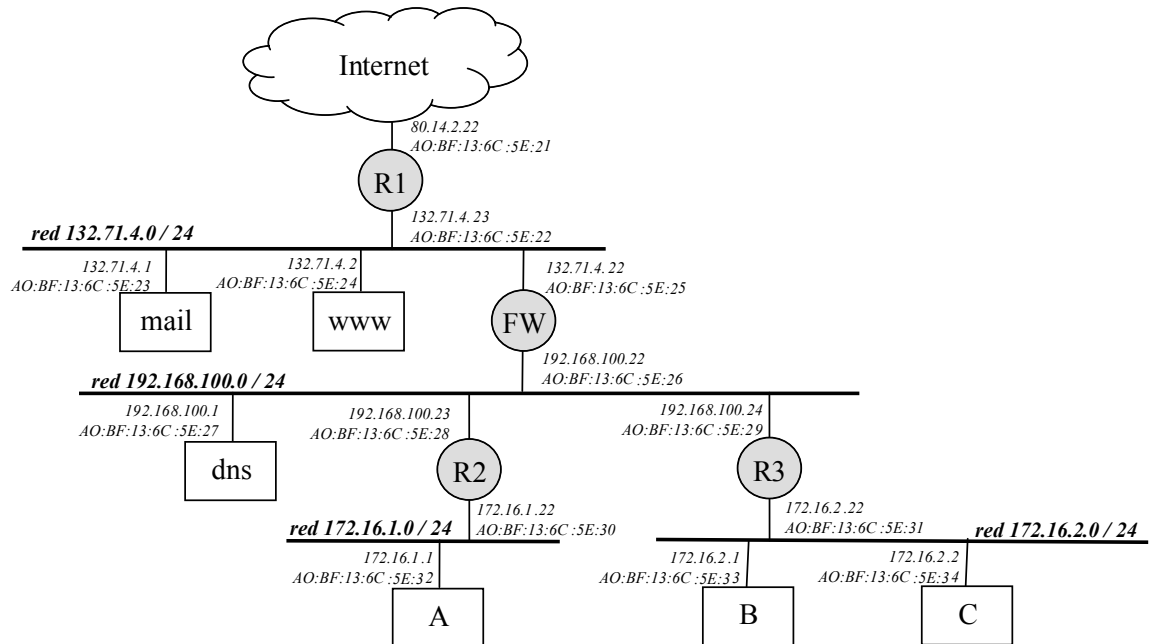 Internet
80.14.2.22
AO:BF:13:6C :5E:21
R1
132.71.4.23
AO:BF:13:6C :5E:22
red 132.71.4.0 / 24
132.71.4.1
AO:BF:13:6C :5E:23
mail
132.71.4.2
AO:BF:13:6C :5E:24
www
132.71.4.22
AO:BF:13:6C :5E:25
FW
192.168.100.22
AO:BF:13:6C :5E:26
red 192.168.100.0 / 24
192.168.100.1
AO:BF:13:6C :5E:27
dns
192.168.100.23
AO:BF:13:6C :5E:28
R2
192.168.100.24
AO:BF:13:6C :5E:29
R3
172.16.1.22
AO:BF:13:6C :5E:30
red 172.16.1.0 / 24
172.16.2.22
AO:BF:13:6C :5E:31
red 172.16.2.0 / 24
172.16.1.1
AO:BF:13:6C :5E:32
A
172.16.2.1
AO:BF:13:6C :5E:33
B
172.16.2.2
AO:BF:13:6C :5E:34
C